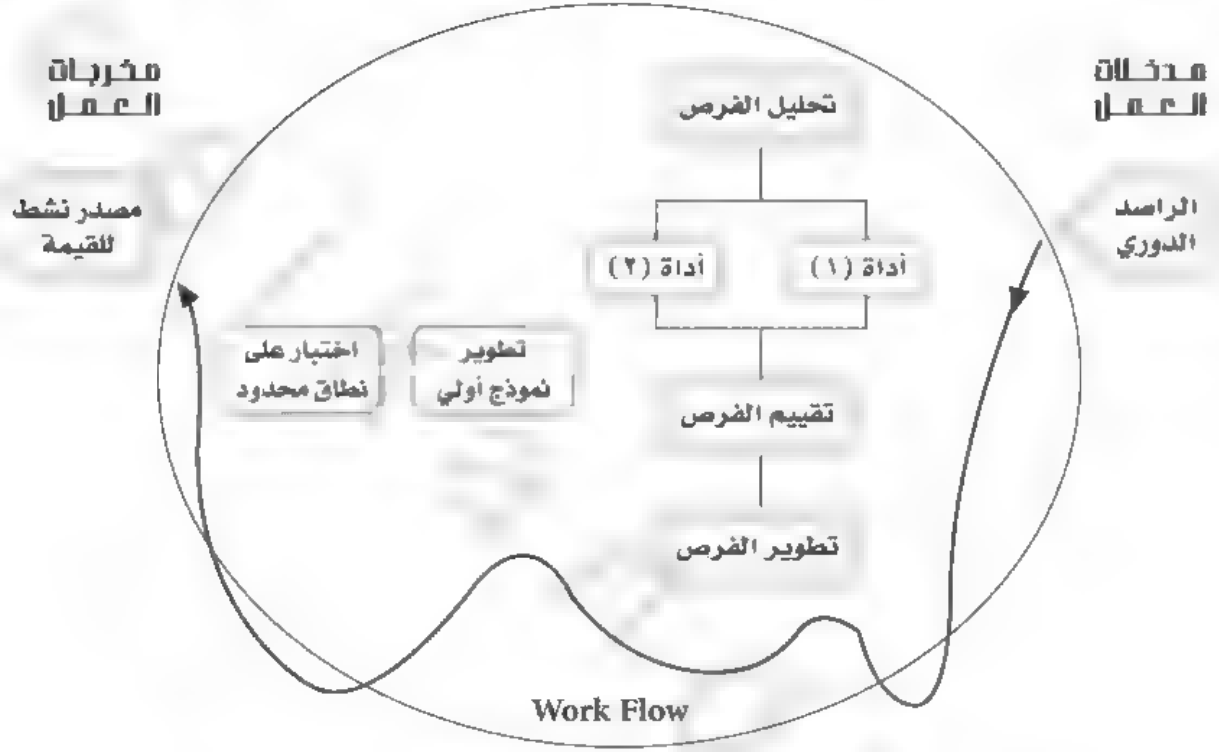 مدخلات
العمل
الراصد
الدوري
تحليل الفرص
أداة (١)
أداة (٢)
تقييم الفرص
تطوير الفرص
تطوير
نموذج أولي
اختبار على
نطاق محدود
مخرجات
العمل
مصدر نشط
للقيمة
Work Flow